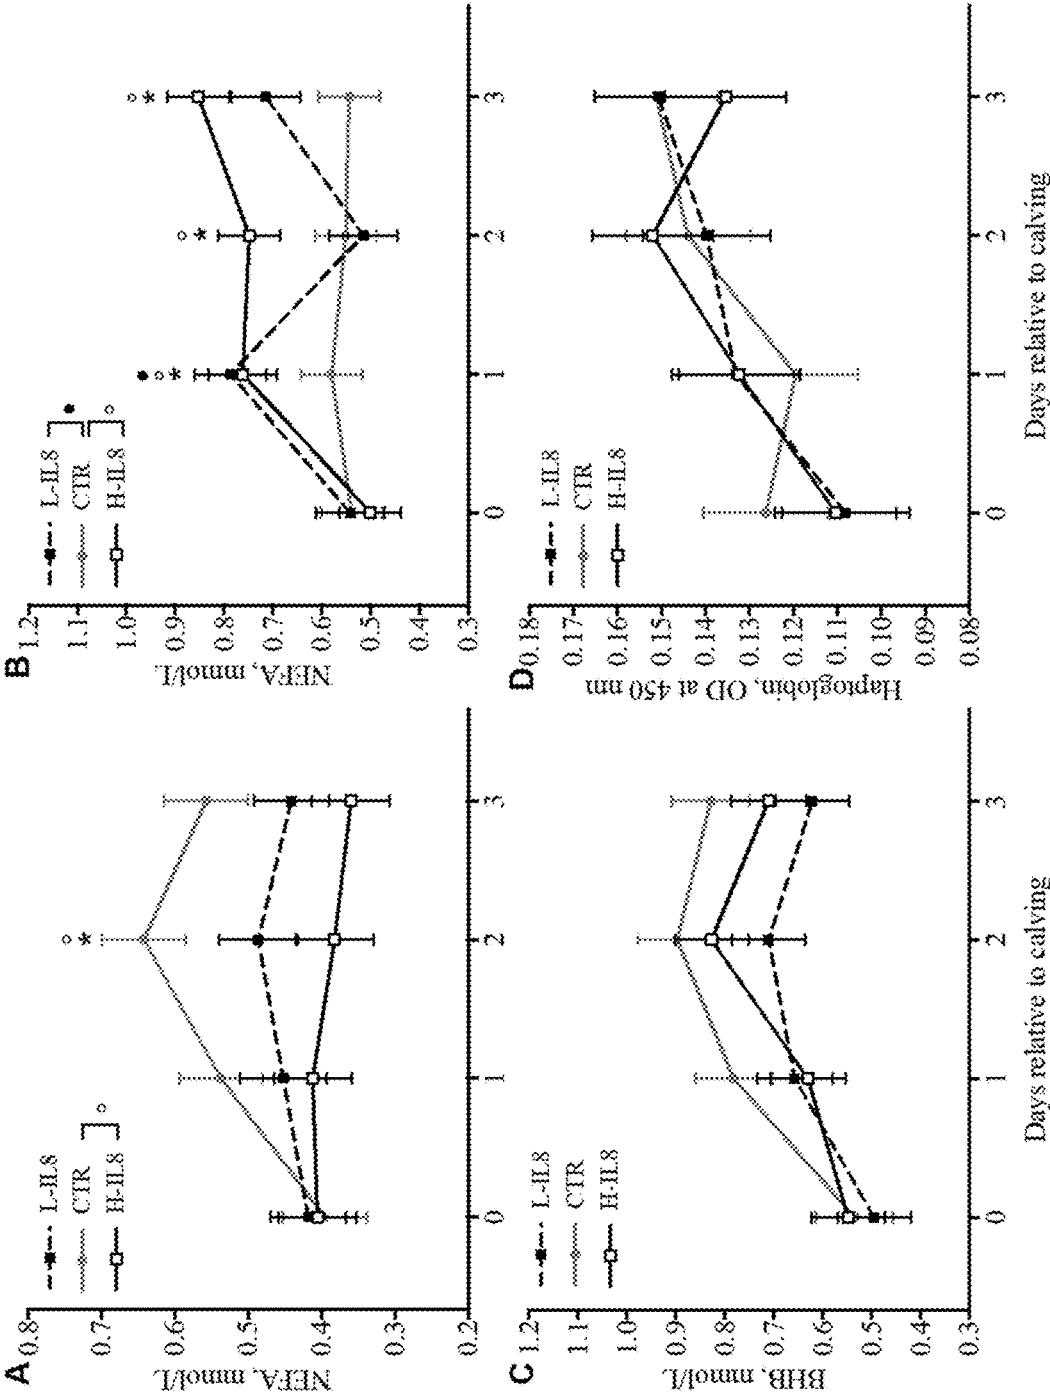 A
NEFA, mmol/L
0.8
0.7
0.6
0.5
0.4
0.3
0.2
L-IL8
CTR
H-IL8
0
1
2
3
*
B
NEFA, mmol/L
1.2
1.1
1.0
0.9
0.8
0.7
0.6
0.5
0.4
0.3
L-IL8
CTR
H-IL8
0
1
2
3
*
*
*
C
BHB, mmol/L
1.2
1.1
1.0
0.9
0.8
0.7
0.6
0.5
0.4
0.3
L-IL8
CTR
H-IL8
0
1
2
3
Days relative to calving
D
Haptoglobin, OD at 450 nm
0.18
0.17
0.16
0.15
0.14
0.13
0.12
0.11
0.10
0.09
0.08
L-IL8
CTR
H-IL8
0
1
2
3
Days relative to calving